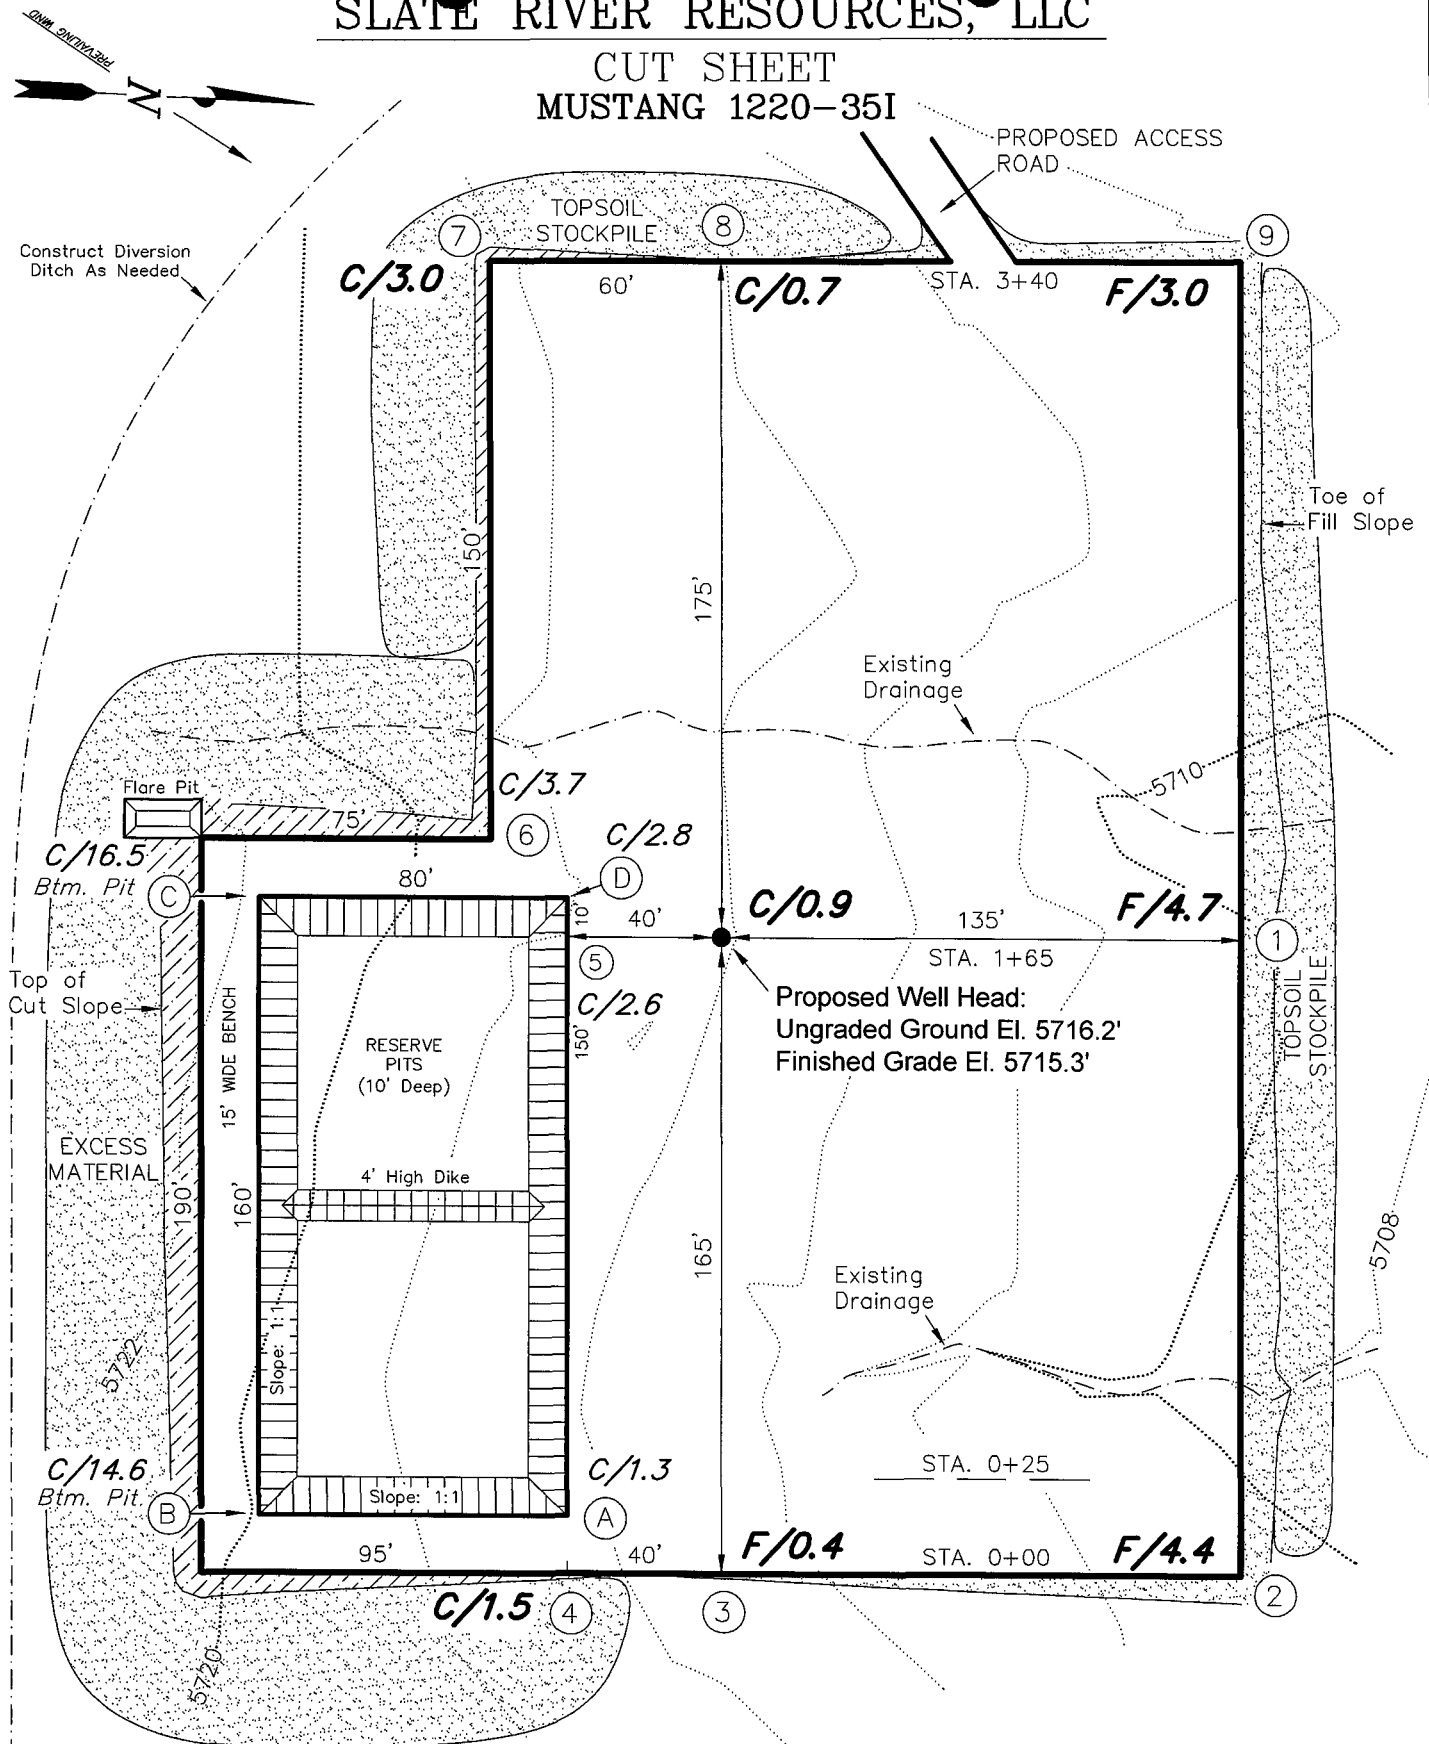 SLATE RIVER RESOURCES, LLC
CUT SHEET
MUSTANG 1220-35I
PREVAILING WIND
N
PROPOSED ACCESS
ROAD
TOPSOIL
STOCKPILE
7
8
9
Construct Diversion
Ditch As Needed
C/3.0
60'
C/0.7
STA. 3+40
F/3.0
Toe of
Fill Slope
150'
175'
Existing
Drainage
5710
Flare Pit
75'
C/3.7
6
C/2.8
C/16.5
Btm. Pit
C
80'
D
10'
40'
C/0.9
135'
F/4.7
STA. 1+65
1
5
C/2.6
Top of
Cut Slope
15' WIDE BENCH
RESERVE
PITS
(10' Deep)
150'
Proposed Well Head:
Ungraded Ground El. 5716.2'
Finished Grade El. 5715.3'
TOPSOIL
STOCKPILE
EXCESS
MATERIAL
190'
160'
4' High Dike
165'
5708
Existing
Drainage
5722
Slope: 1:1
C/14.6
Btm. Pit
B
Slope: 1:1
C/1.3
A
STA. 0+25
95'
40'
F/0.4
STA. 0+00
F/4.4
C/1.5
4
3
2
5720